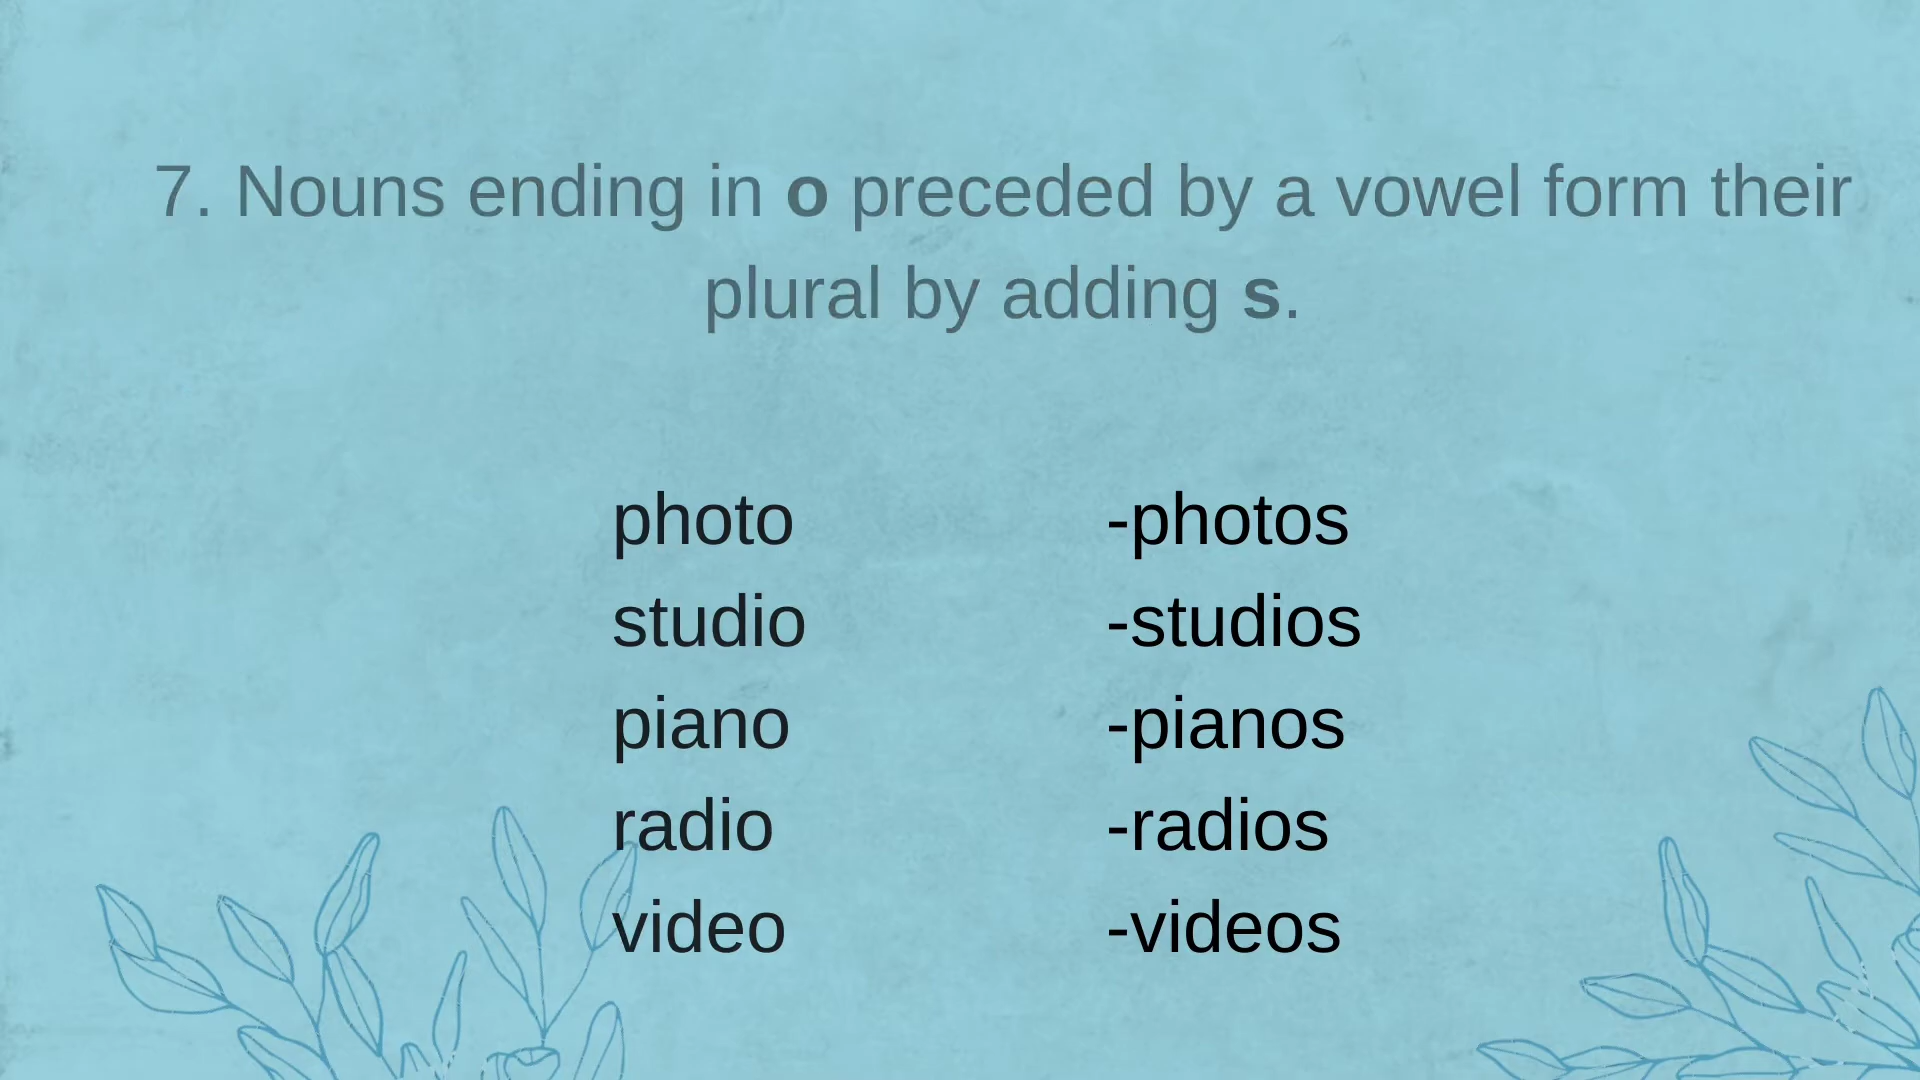 7. Nouns ending in o preceded by a vowel form their
plural by adding s.
photo -photos
studio -studios
piano -pianos
radio -radios
video -videos